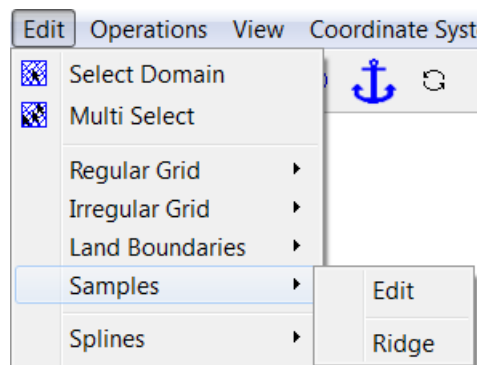 Edit Operations View Coordinate Syst
Select Domain
Multi Select
Regular Grid
Irregular Grid
Land Boundaries
Samples
Edit
Splines
Ridge